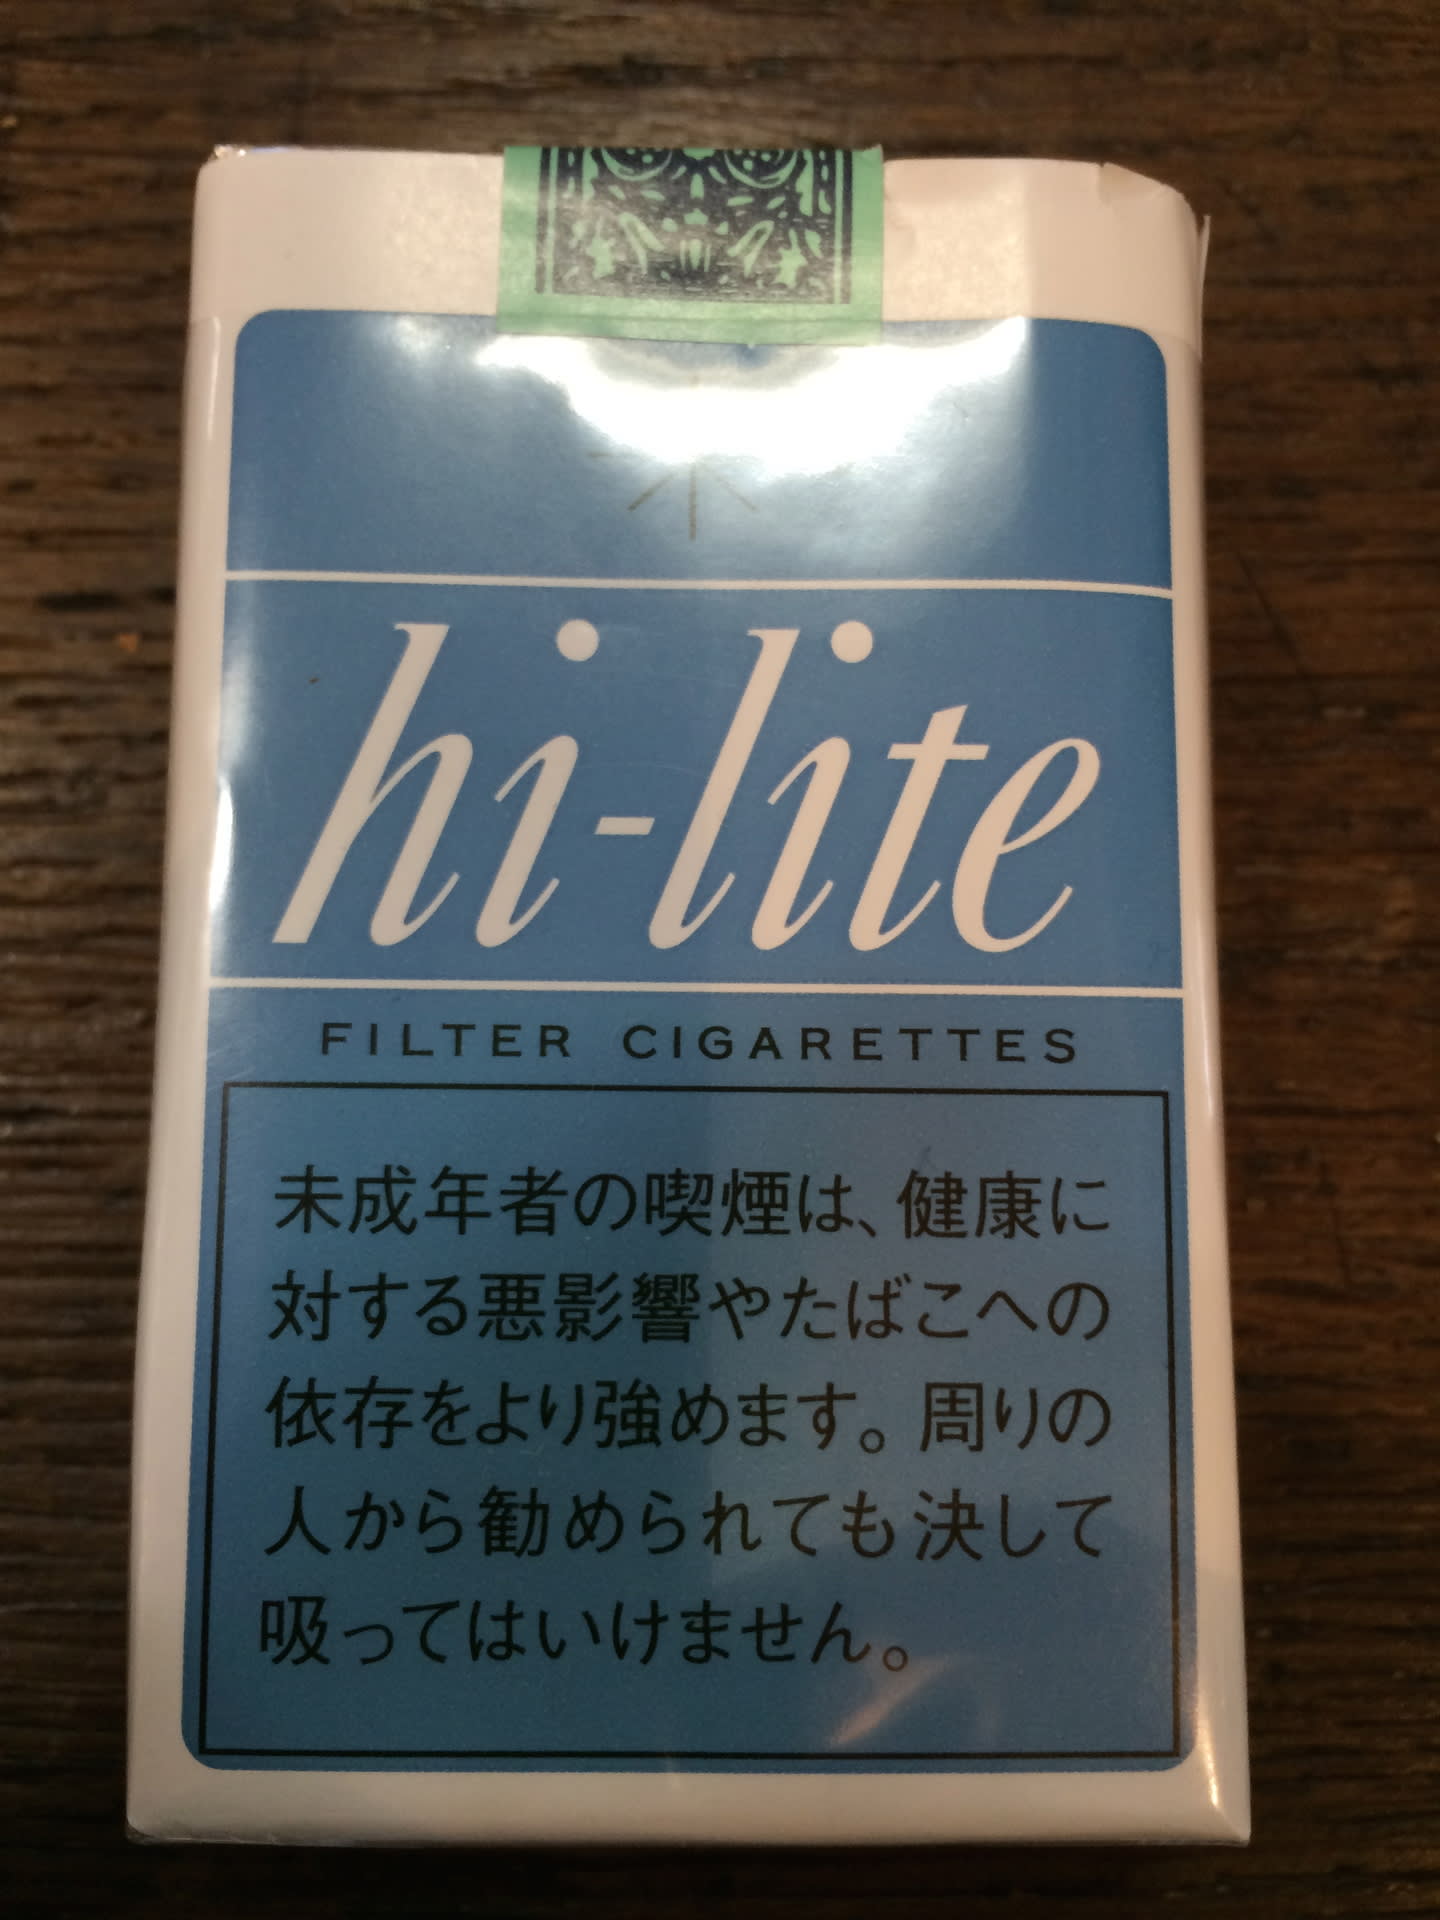 hi-lite
FILTER CIGARETTES
未成年者の喫煙は、健康に
対する悪影響やたばこへの
依存をより強めます。周りの
人から勧められても決して
吸ってはいけません。